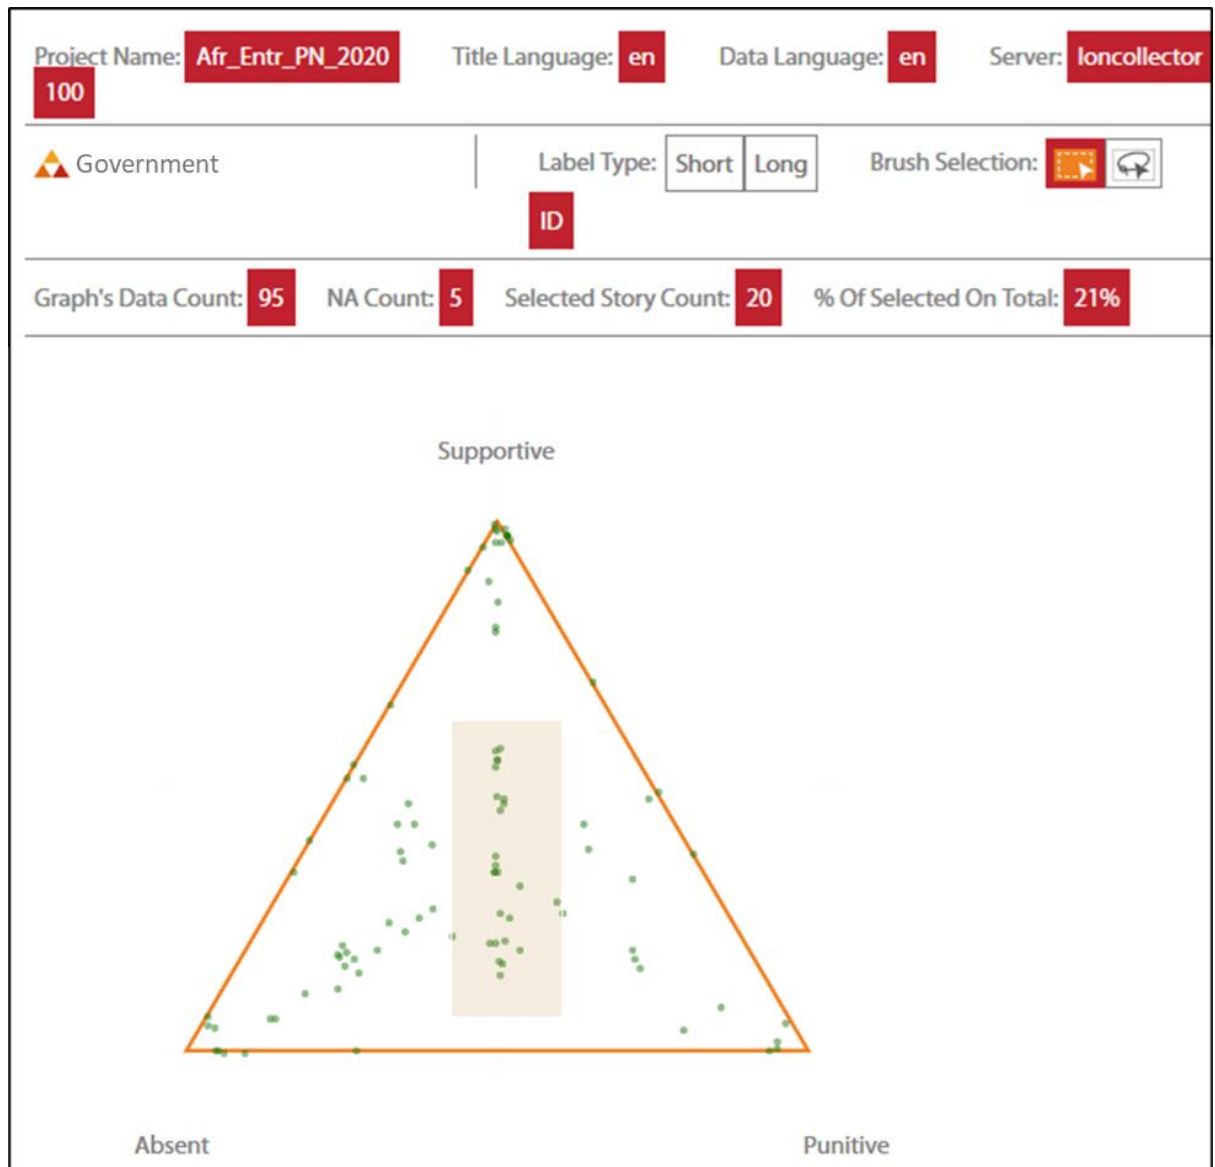 Project Name: Afr_Entr_PN_2020 Title Language: en Data Language: en Server: loncollector
100
Government Label Type: Short Long Brush Selection:
ID
Graph's Data Count: 95 NA Count: 5 Selected Story Count: 20 % Of Selected On Total: 21%
Supportive
Absent Punitive